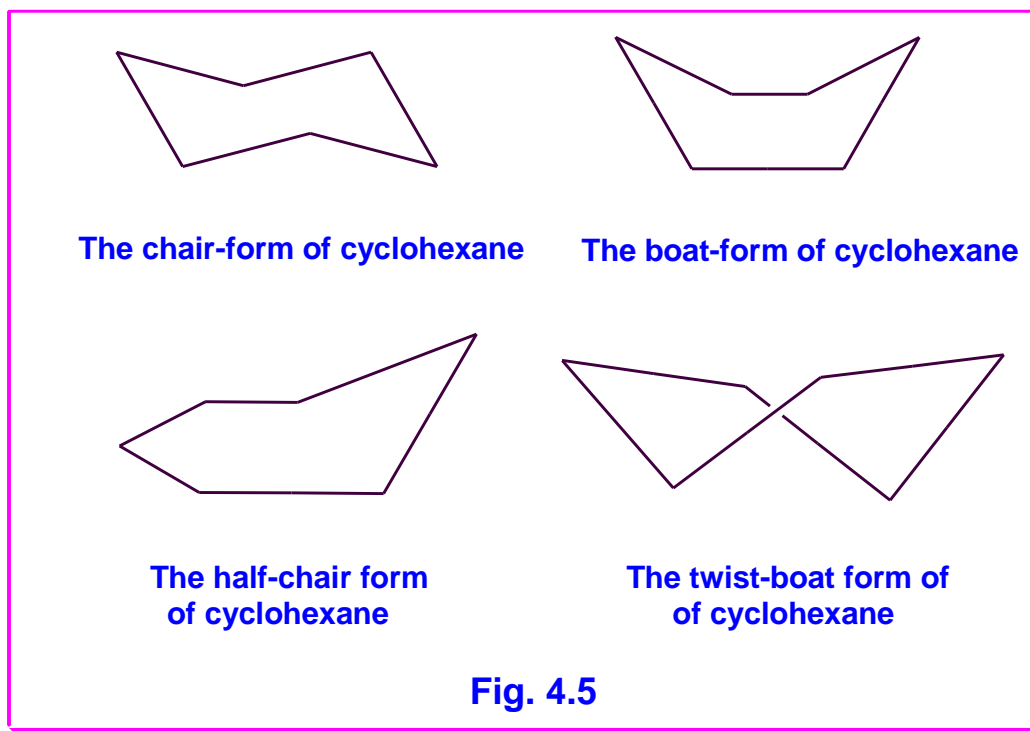 The chair-form of cyclohexane
The boat-form of cyclohexane
The half-chair form
of cyclohexane
The twist-boat form of
of cyclohexane
Fig. 4.5